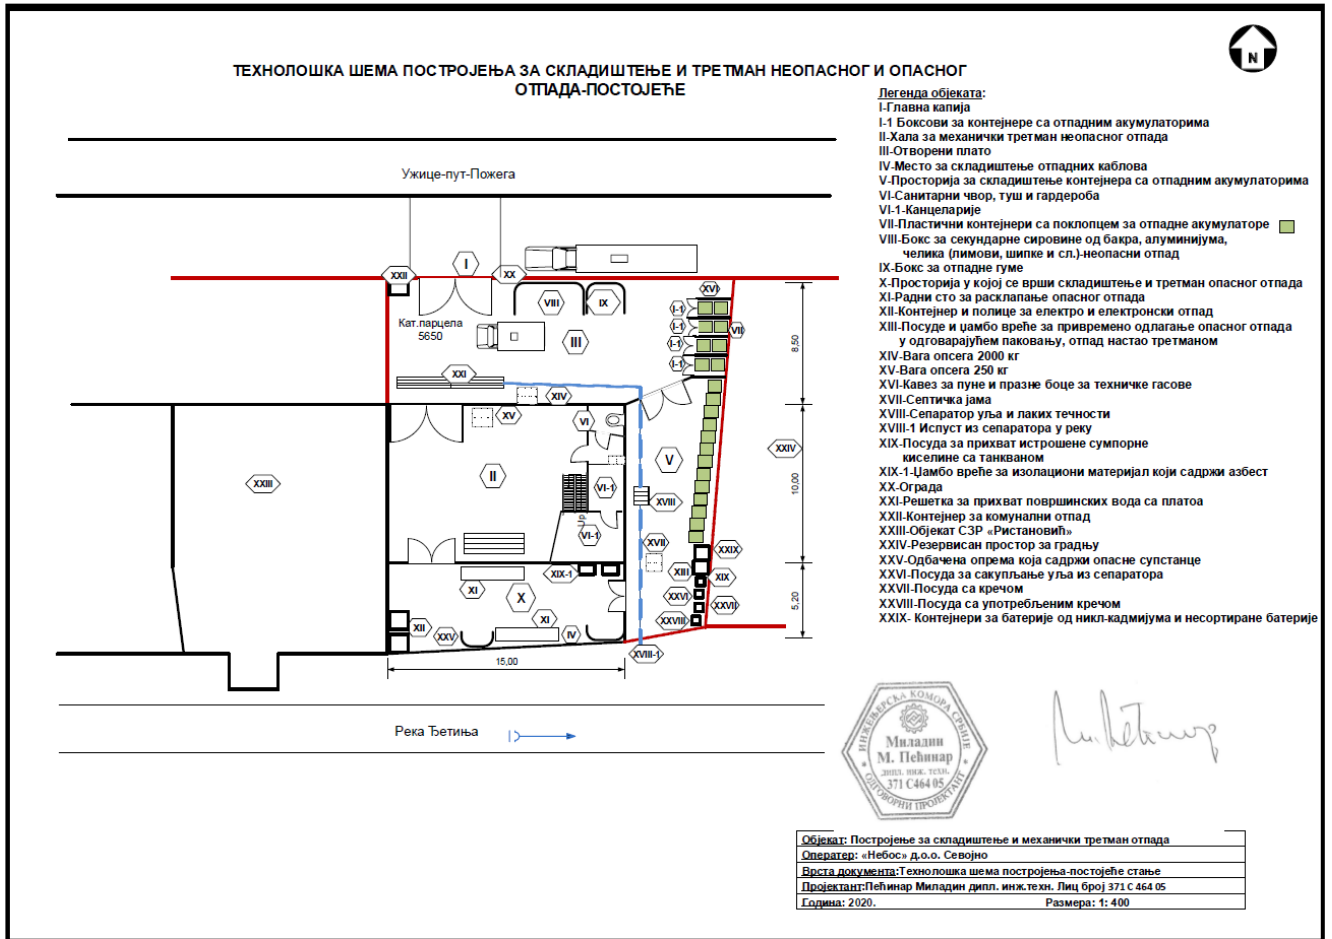 N
ТЕХНОЛОШКА ШЕМА ПОСТРОЈЕЊА ЗА СКЛАДИШТЕЊЕ И ТРЕТМАН НЕОПАСНОГ И ОПАСНОГ
ОТПАДА-ПОСТОЈЕЋЕ
Легенда објеката:
I-Главна капија
I-1 Боксови за контејнере са отпадним акумулаторима
II-Хала за механички третман неопасног отпада
III-Отворени плато
IV-Место за складиштење отпадних каблова
V-Просторија за складиштење контејнера са отпадним акумулаторима
VI-Санитарни чвор, туш и гардероба
VI-1-Канцеларије
VII-Пластични контејнери са поклопцем за отпадне акумулаторе
VIII-Бокс за секундарне сировине од бакра, алуминијума,
челика (лимови, шипке и сл.)-неопасни отпад
IX-Бокс за отпадне гуме
X-Просторија у којој се врши складиштење и третман опасног отпада
XI-Радни сто за расклапање опасног отпада
XII-Контејнер и полице за електро и електронски отпад
XIII-Посуде и џамбо вреће за привремено одлагање опасног отпада
у одговарајућем паковању, отпад настао третманом
XIV-Вага опсега 2000 кг
XV-Вага опсега 250 кг
XVI-Кавез за пуне и празне боце за техничке гасове
XVII-Септичка јама
XVIII-Сепаратор уља и лаких течности
XVIII-1 Испуст из сепаратора у реку
XIX-Посуда за прихват истрошене сумпорне
киселине са танкваном
XIX-1-Џамбо вреће за изолациони материјал који садржи азбест
XX-Ограда
XXI-Решетка за прихват површинских вода са платоа
XXII-Контејнер за комунални отпад
XXIII-Објекат СЗР «Ристановић»
XXIV-Резервисан простор за градњу
XXV-Одбачена опрема која садржи опасне супстанце
XXVI-Посуда за сакупљање уља из сепаратора
XXVII-Посуда са кречом
XXVIII-Посуда са употребљеним кречом
XXIX- Контејнери за батерије од никл-кадмијума и несортиране батерије
Ужице-пут-Пожега
I
XXII
XX
XVI
VIII
IX
I-1
I-1
I-1
I-1
VII
Кат.парцела
5650
III
8,50
XXI
XIV
XV
VI
XXIV
V
II
XXIII
VI-1
10,00
XVIII
Up
VI-1
XVII
XXIX
XIX-1
XIII
XIX
XI
X
XXVI
XXVII
5,20
XI
XII
XXV
IV
XXVIII
XVIII-1
15,00
Река Ђетиња
ИНЖЕЊЕРСКА КОМОРА СРБИЈЕ
Миладин
М. Пећинар
дипл. инж. техн.
371 С464 05
ОДГОВОРНИ ПРОЈЕКТАНТ
Објекат: Постројење за складиштење и механички третман отпада
Оператер: «Небос» д.о.о. Севојно
Врста документа:Технолошка шема постројења-постојеће стање
Пројектант:Пећинар Миладин дипл. инж.техн. Лиц број 371 С 464 05
Година: 2020. Размера: 1: 400